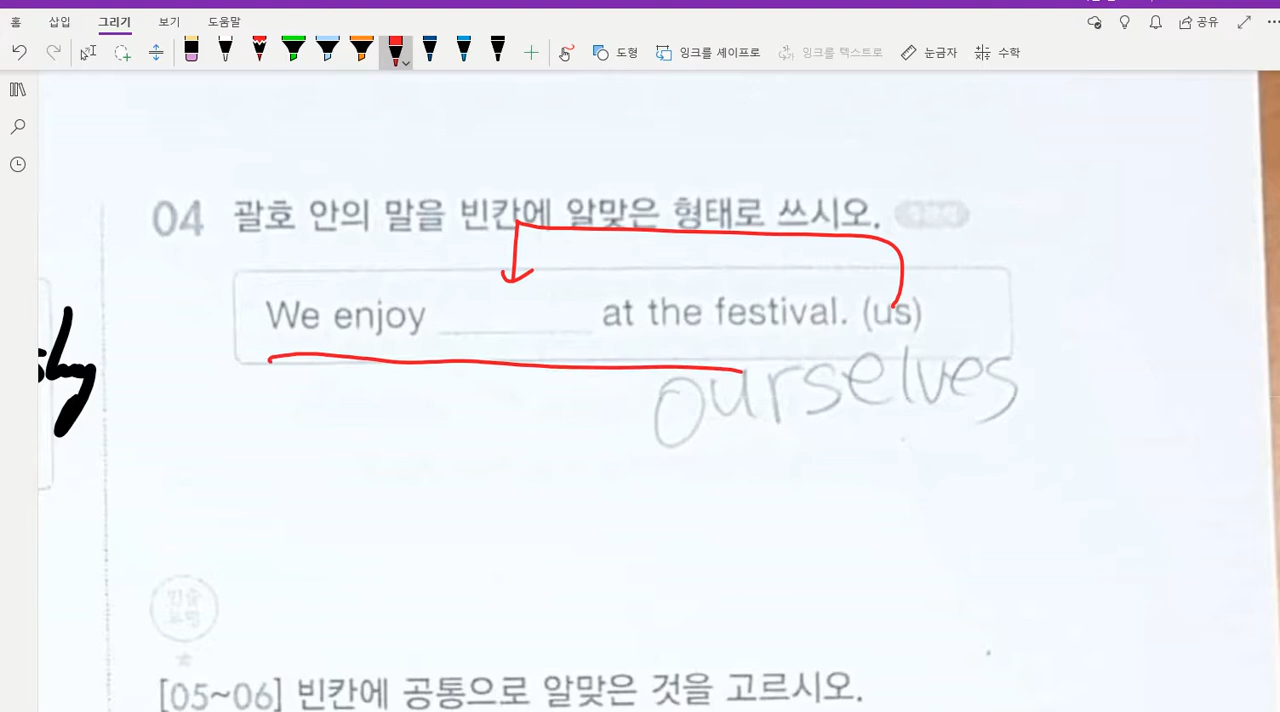 홈 삽입 그리기 보기 도움말 공유
도형 잉크를 셰이프로 잉크를 텍스트로 눈금자 수학
04 괄호 안의 말을 빈칸에 알맞은 형태로 쓰시오.
We enjoy ________ at the festival. (us)
ourselves
[05~06] 빈칸에 공통으로 알맞은 것을 고르시오.